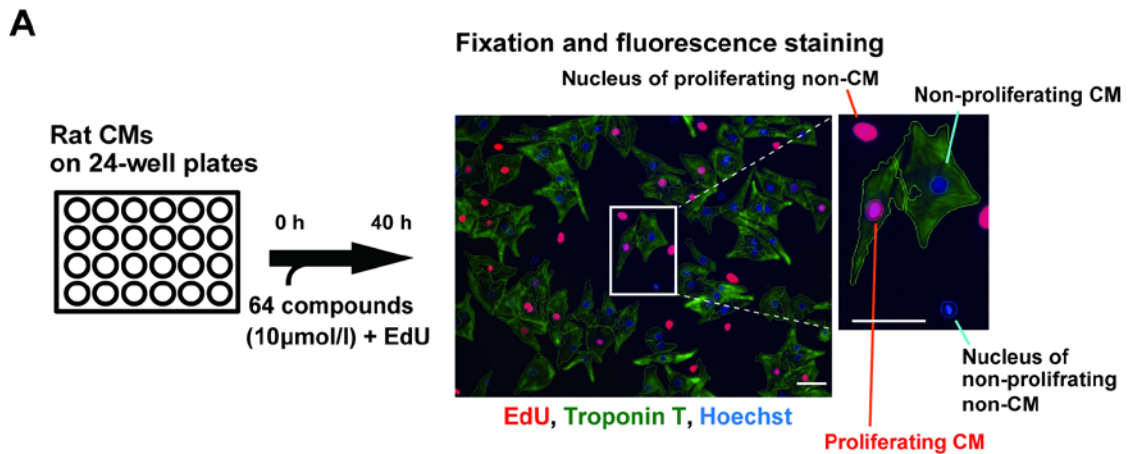 A
Fixation and fluorescence staining
Nucleus of proliferating non-CM
Non-proliferating CM
Rat CMs
on 24-well plates
0 h
40 h
64 compounds
(10μmol/l) + EdU
Nucleus of
non-prolifrating
non-CM
EdU, Troponin T, Hoechst
Proliferating CM